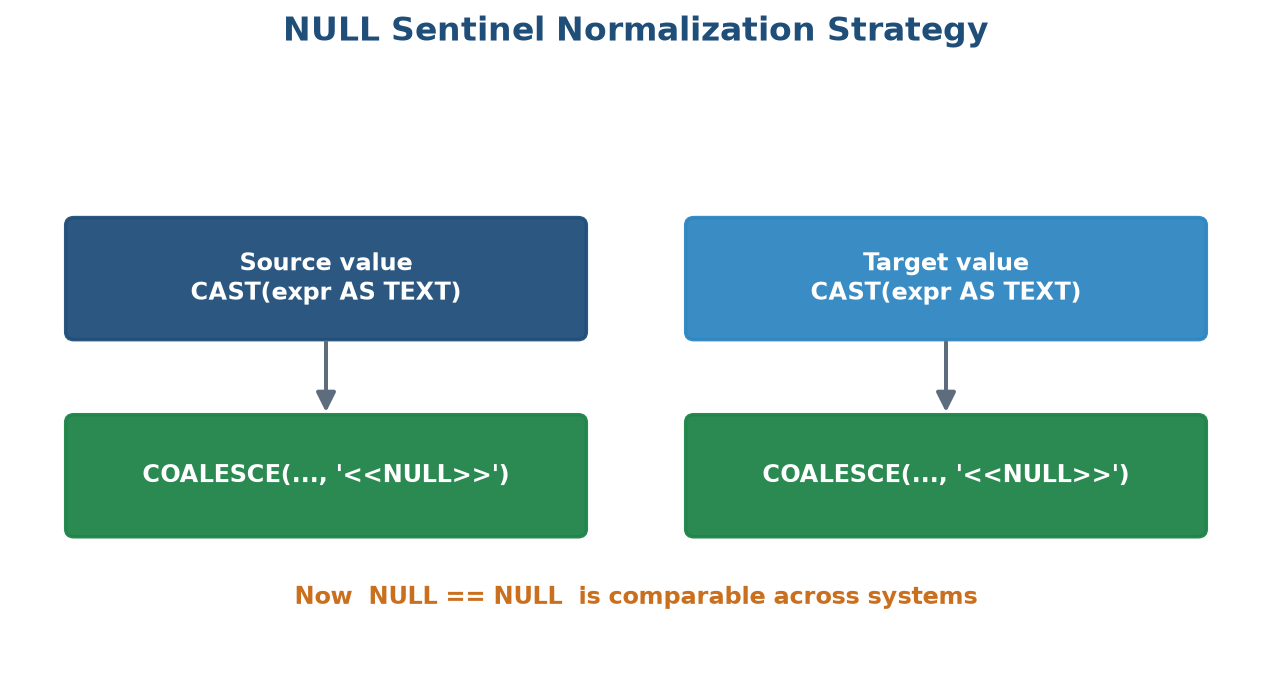 NULL Sentinel Normalization Strategy
Source value
CAST(expr AS TEXT)
Target value
CAST(expr AS TEXT)
COALESCE(..., '<<NULL>>')
COALESCE(..., '<<NULL>>')
Now  NULL == NULL  is comparable across systems